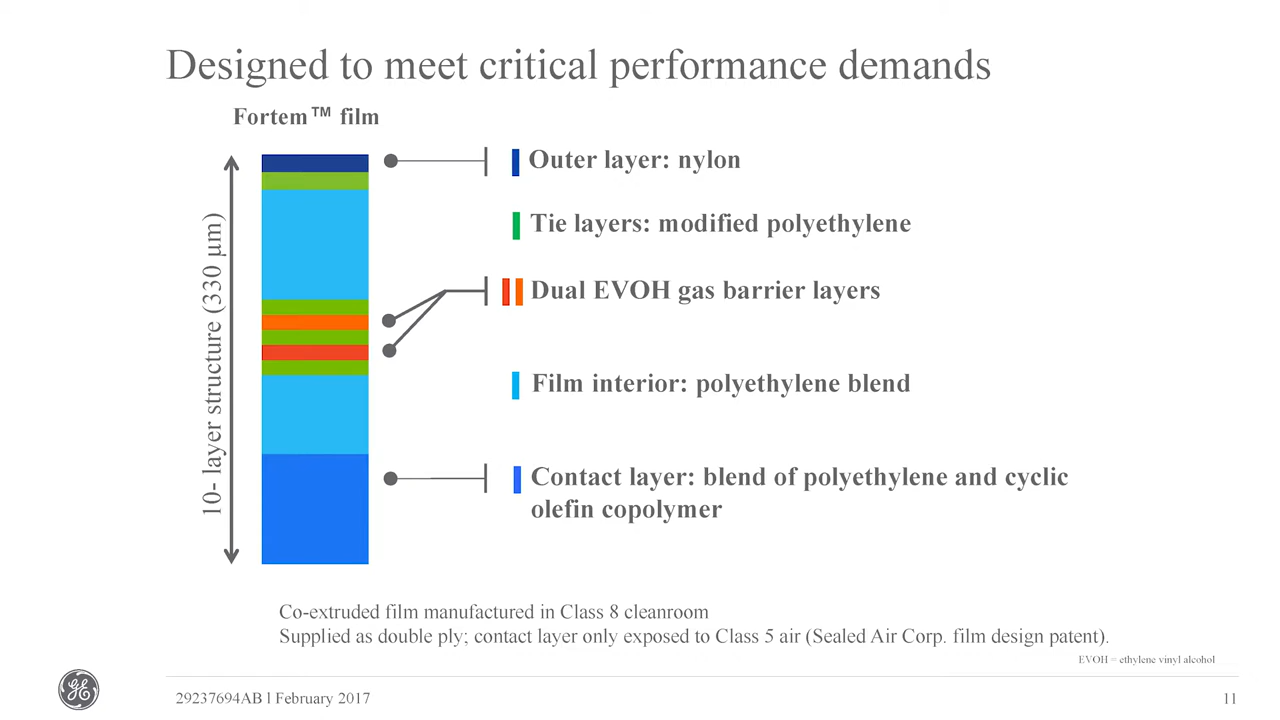 Designed to meet critical performance demands
Fortem™ film
10- layer structure (330 µm)
Outer layer: nylon
Tie layers: modified polyethylene
Dual EVOH gas barrier layers
Film interior: polyethylene blend
Contact layer: blend of polyethylene and cyclic
olefin copolymer
Co-extruded film manufactured in Class 8 cleanroom
Supplied as double ply; contact layer only exposed to Class 5 air (Sealed Air Corp. film design patent).
EVOH = ethylene vinyl alcohol
GE
29237694AB l February 2017
11